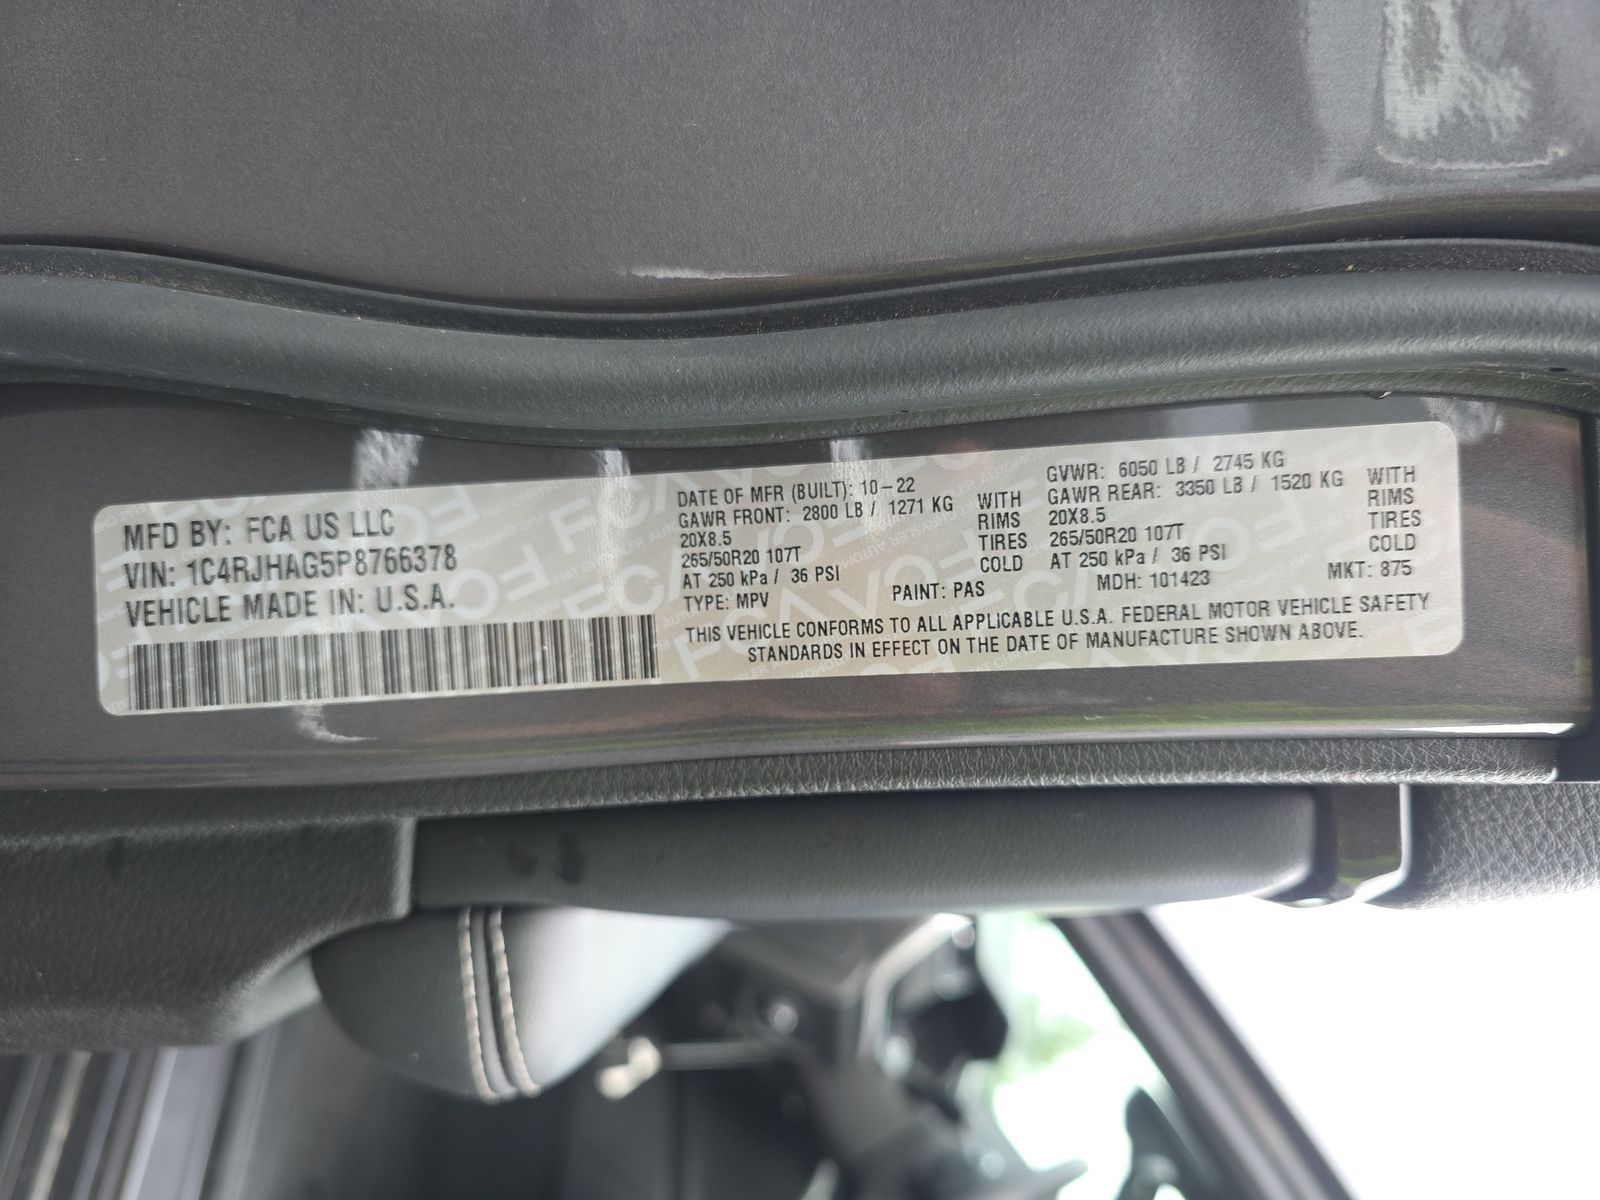 MFD BY: FCA US LLC
VIN: 1C4RJHAG5P8766378
VEHICLE MADE IN: U.S.A.
DATE OF MFR (BUILT): 10-22
GAWR FRONT: 2800 LB / 1271 KG WITH
20X8.5 RIMS
265/50R20 107T TIRES
AT 250 kPa / 36 PSI COLD
TYPE: MPV PAINT: PAS
GVWR: 6050 LB / 2745 KG
GAWR REAR: 3350 LB / 1520 KG WITH
20X8.5 RIMS
265/50R20 107T TIRES
AT 250 kPa / 36 PSI COLD
MDH: 101423 MKT: 875
THIS VEHICLE CONFORMS TO ALL APPLICABLE U.S.A. FEDERAL MOTOR VEHICLE SAFETY
STANDARDS IN EFFECT ON THE DATE OF MANUFACTURE SHOWN ABOVE.